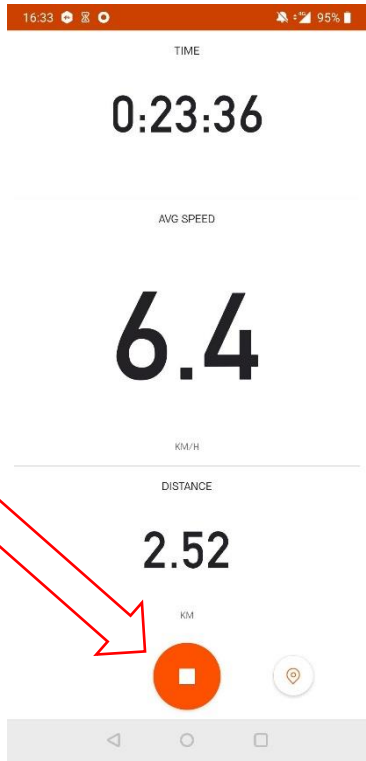 16:33 95%
TIME
0:23:36
AVG SPEED
6.4
KM/H
DISTANCE
2.52
KM